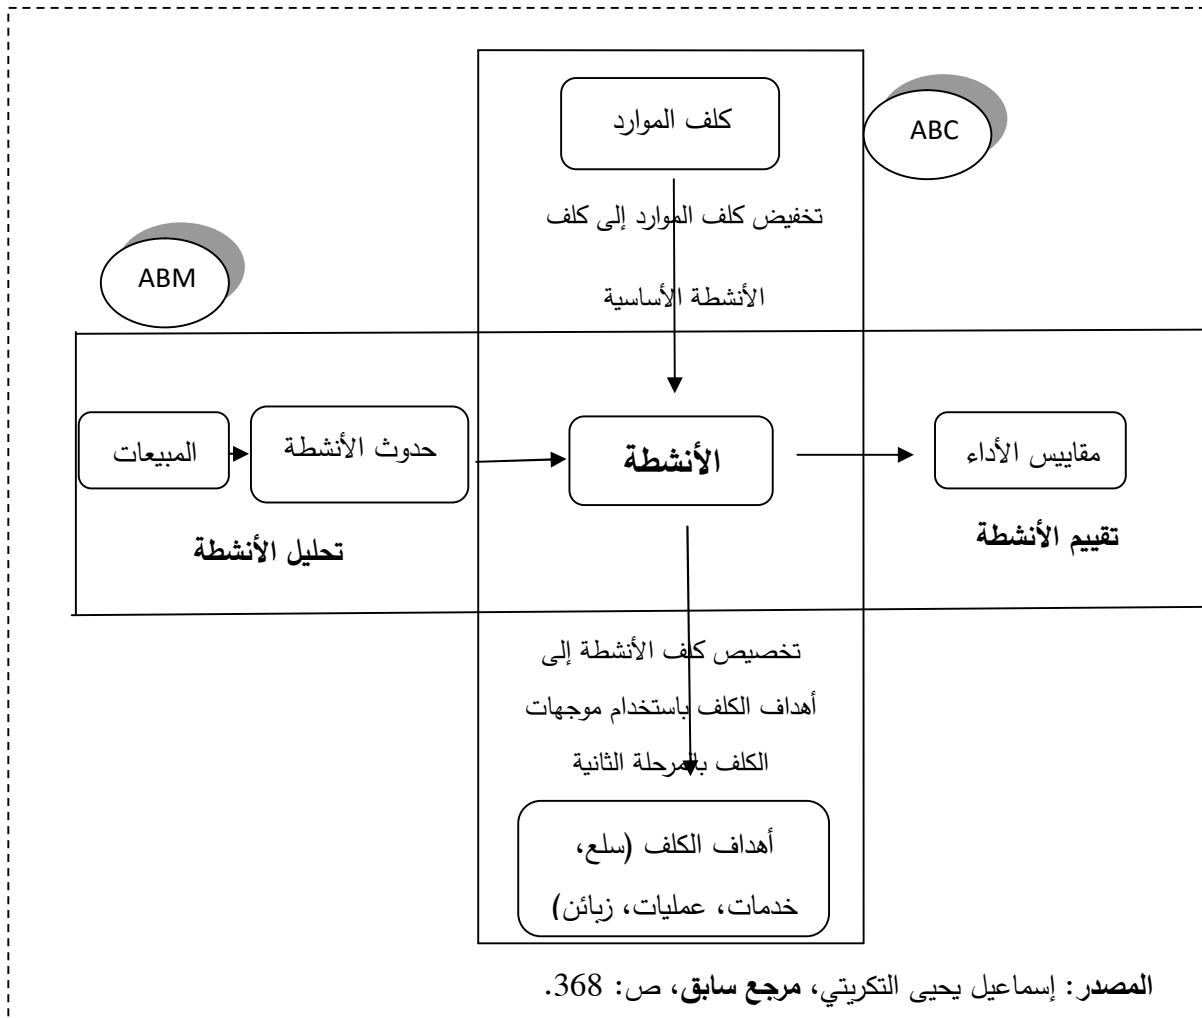 كلف الموارد
ABC
تخفيض كلف الموارد إلى كلف
الأنشطة الأساسية
ABM
المبيعات
حدوث الأنشطة
الأنشطة
مقاييس الأداء
تحليل الأنشطة
تقييم الأنشطة
تخصيص كلف الأنشطة إلى
أهداف الكلف باستخدام موجهات
الكلف بالمرحلة الثانية
أهداف الكلف (سلع،
خدمات، عمليات، زبائن)
المصدر: إسماعيل يحيى التكريتي، مرجع سابق، ص: 368.